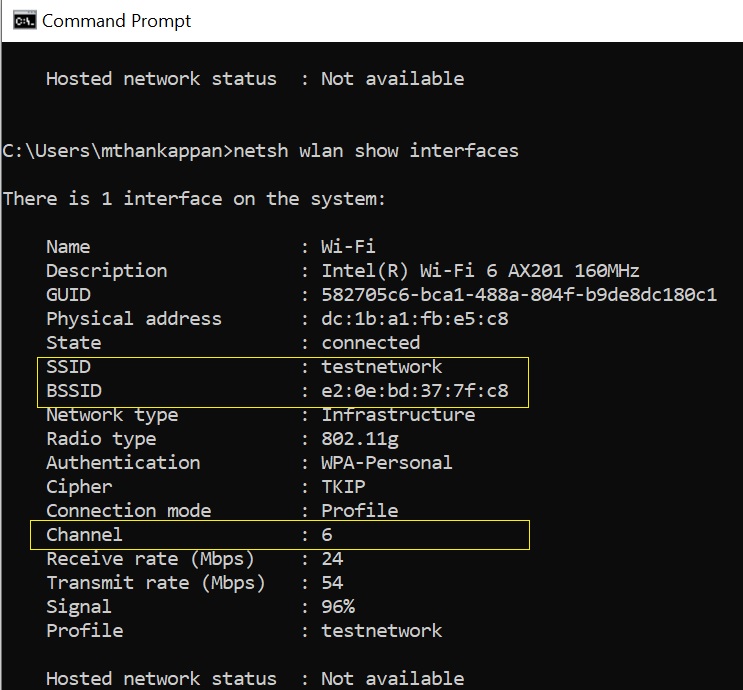 Command Prompt
Hosted network status : Not available
C:\Users\mthankappan>netsh wlan show interfaces
There is 1 interface on the system:
Name : Wi-Fi
Description : Intel(R) Wi-Fi 6 AX201 160MHz
GUID : 582705c6-bca1-488a-804f-b9de8dc180c1
Physical address : dc:1b:a1:fb:e5:c8
State : connected
SSID : testnetwork
BSSID : e2:0e:bd:37:7f:c8
Network type : Infrastructure
Radio type : 802.11g
Authentication : WPA-Personal
Cipher : TKIP
Connection mode : Profile
Channel : 6
Receive rate (Mbps) : 24
Transmit rate (Mbps) : 54
Signal : 96%
Profile : testnetwork
Hosted network status : Not available